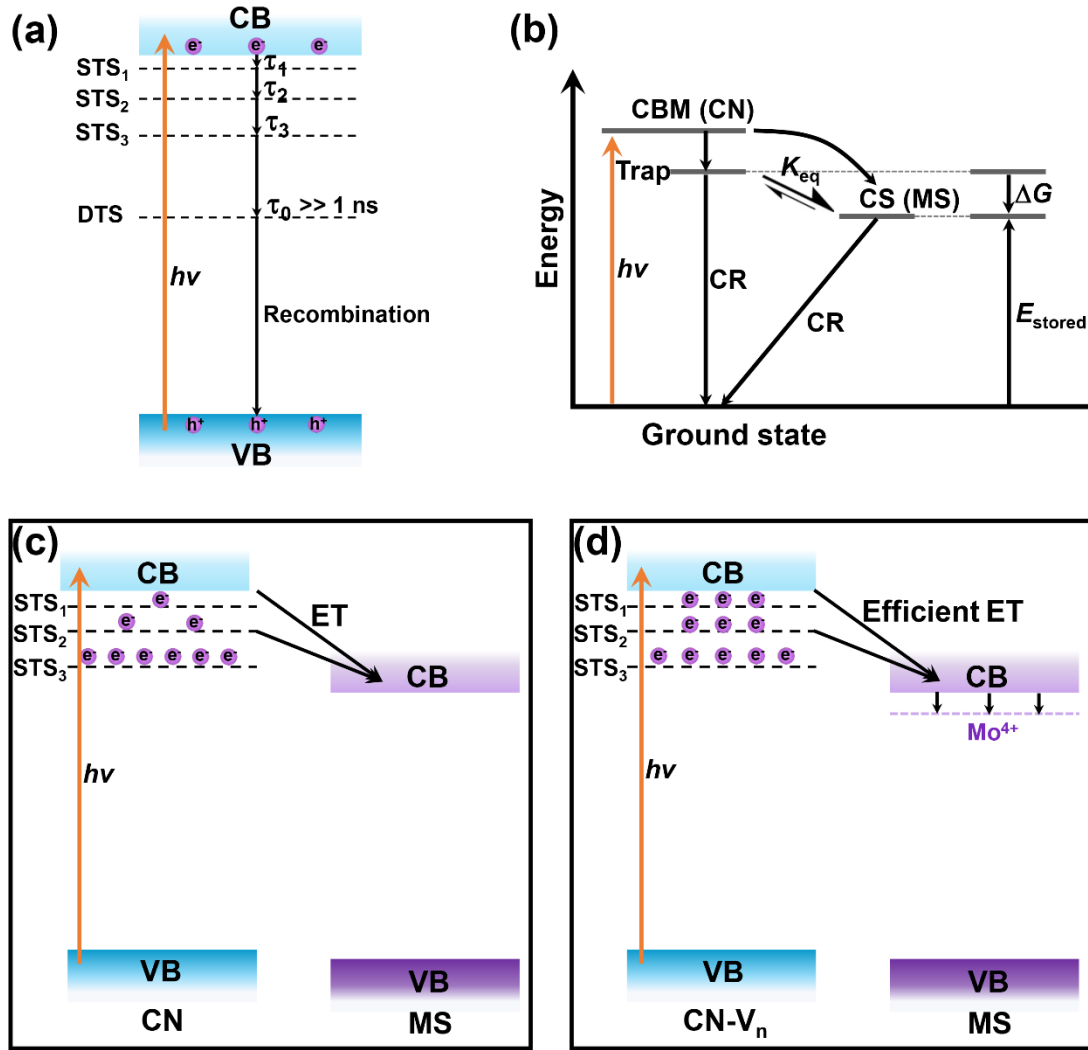 (a)
CB
e⁻ e⁻ e⁻
STS₁
τ₁
STS₂
τ₂
STS₃
τ₃
DTS
τ₀ >> 1 ns
hv
Recombination
h⁺ h⁺ h⁺
VB
(b)
CBM (CN)
Trap
K_eq
CS (MS)
ΔG
Energy
hv
CR
CR
E_stored
Ground state
(c)
CB
STS₁
e⁻
STS₂
e⁻ e⁻
STS₃
e⁻ e⁻ e⁻ e⁻ e⁻ e⁻
ET
CB
hv
VB
VB
CN
MS
(d)
CB
STS₁
e⁻ e⁻ e⁻
STS₂
e⁻ e⁻ e⁻
STS₃
e⁻ e⁻ e⁻ e⁻ e⁻
Efficient ET
CB
Mo⁴⁺
hv
VB
VB
CN-Vₙ
MS